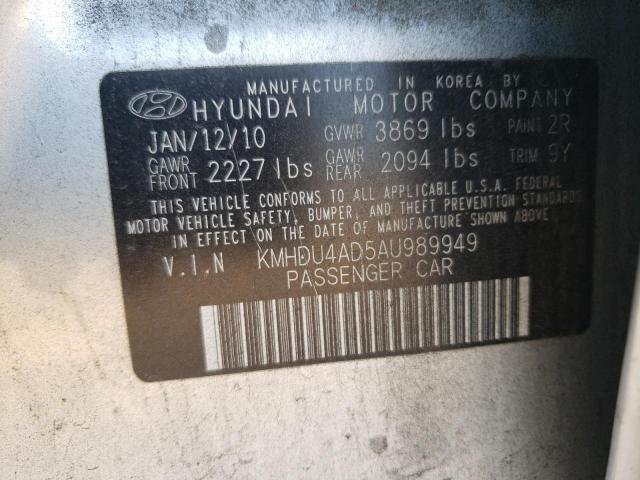 MANUFACTURED IN KOREA BY
HYUNDAI MOTOR COMPANY
JAN/12/10 GVWR 3869 lbs PAINT 2R
GAWR FRONT 2227 lbs GAWR REAR 2094 lbs TRIM 9Y
THIS VEHICLE CONFORMS TO ALL APPLICABLE U.S.A. FEDERAL
MOTOR VEHICLE SAFETY, BUMPER, AND THEFT PREVENTION STANDARDS
IN EFFECT ON THE DATE OF MANUFACTURE SHOWN ABOVE.
V.I.N KMHDU4AD5AU989949
PASSENGER CAR